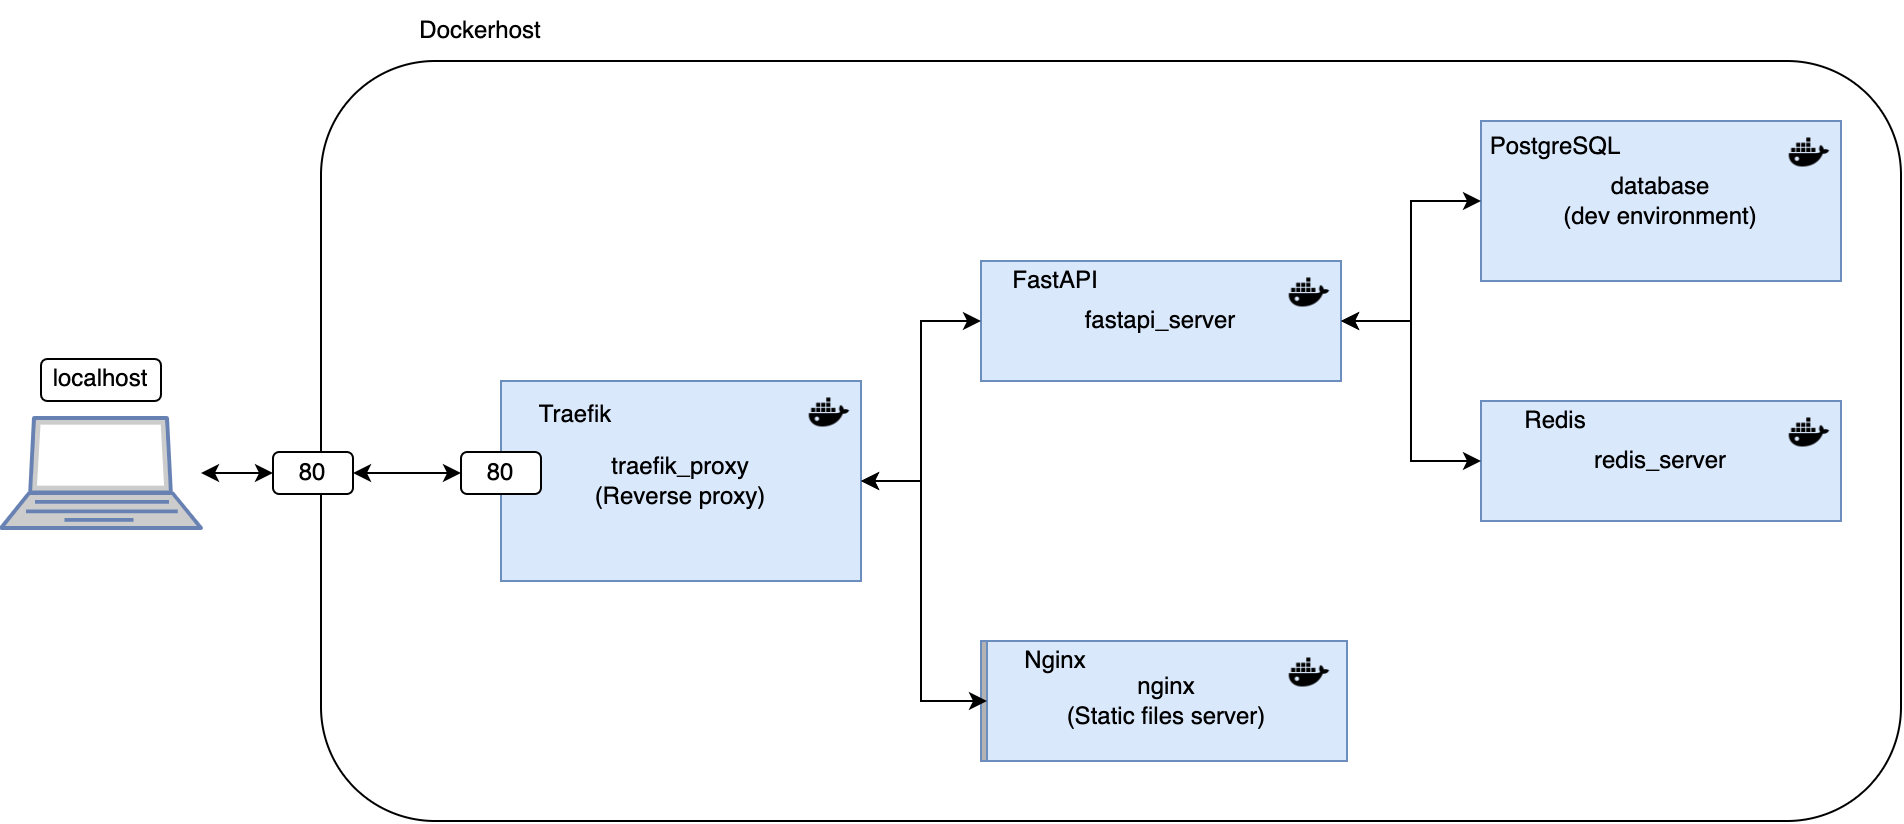 Dockerhost
localhost
80
80
Traefik
traefik_proxy
(Reverse proxy)
FastAPI
fastapi_server
Nginx
nginx
(Static files server)
PostgreSQL
database
(dev environment)
Redis
redis_server